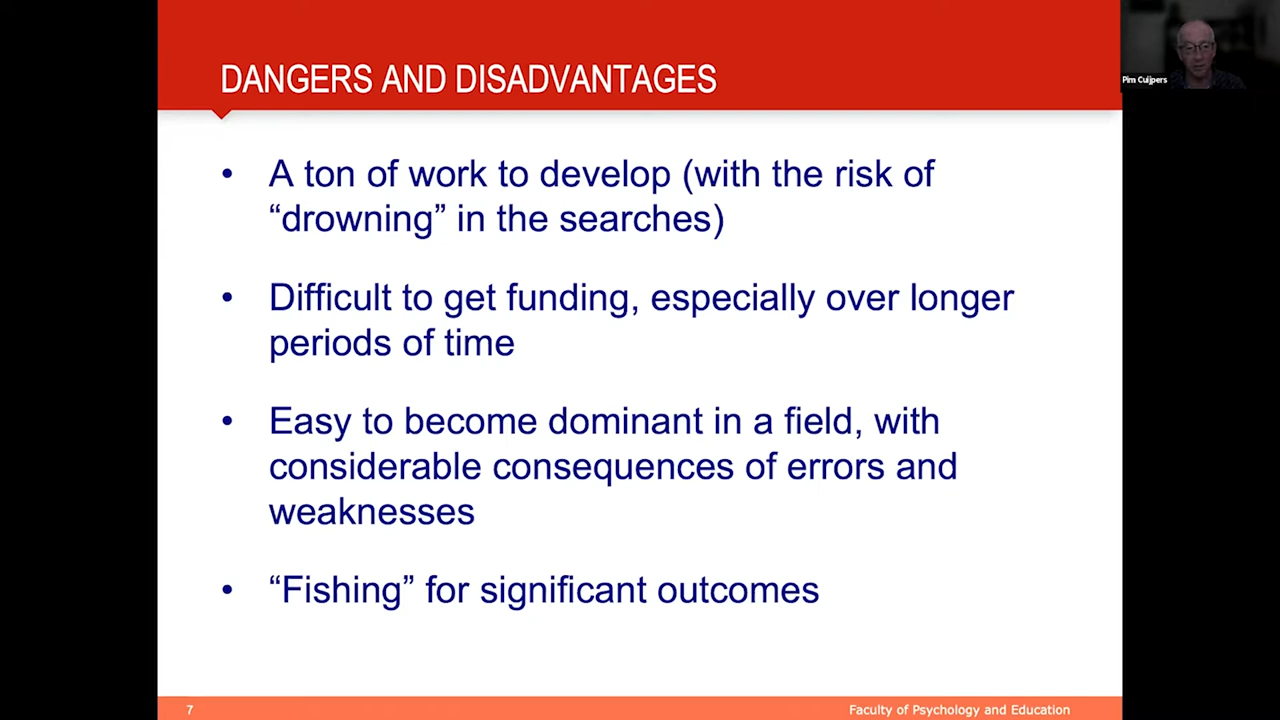 DANGERS AND DISADVANTAGES
Pim Cuijpers
• A ton of work to develop (with the risk of
“drowning” in the searches)
• Difficult to get funding, especially over longer
periods of time
• Easy to become dominant in a field, with
considerable consequences of errors and
weaknesses
• “Fishing” for significant outcomes
7
Faculty of Psychology and Education